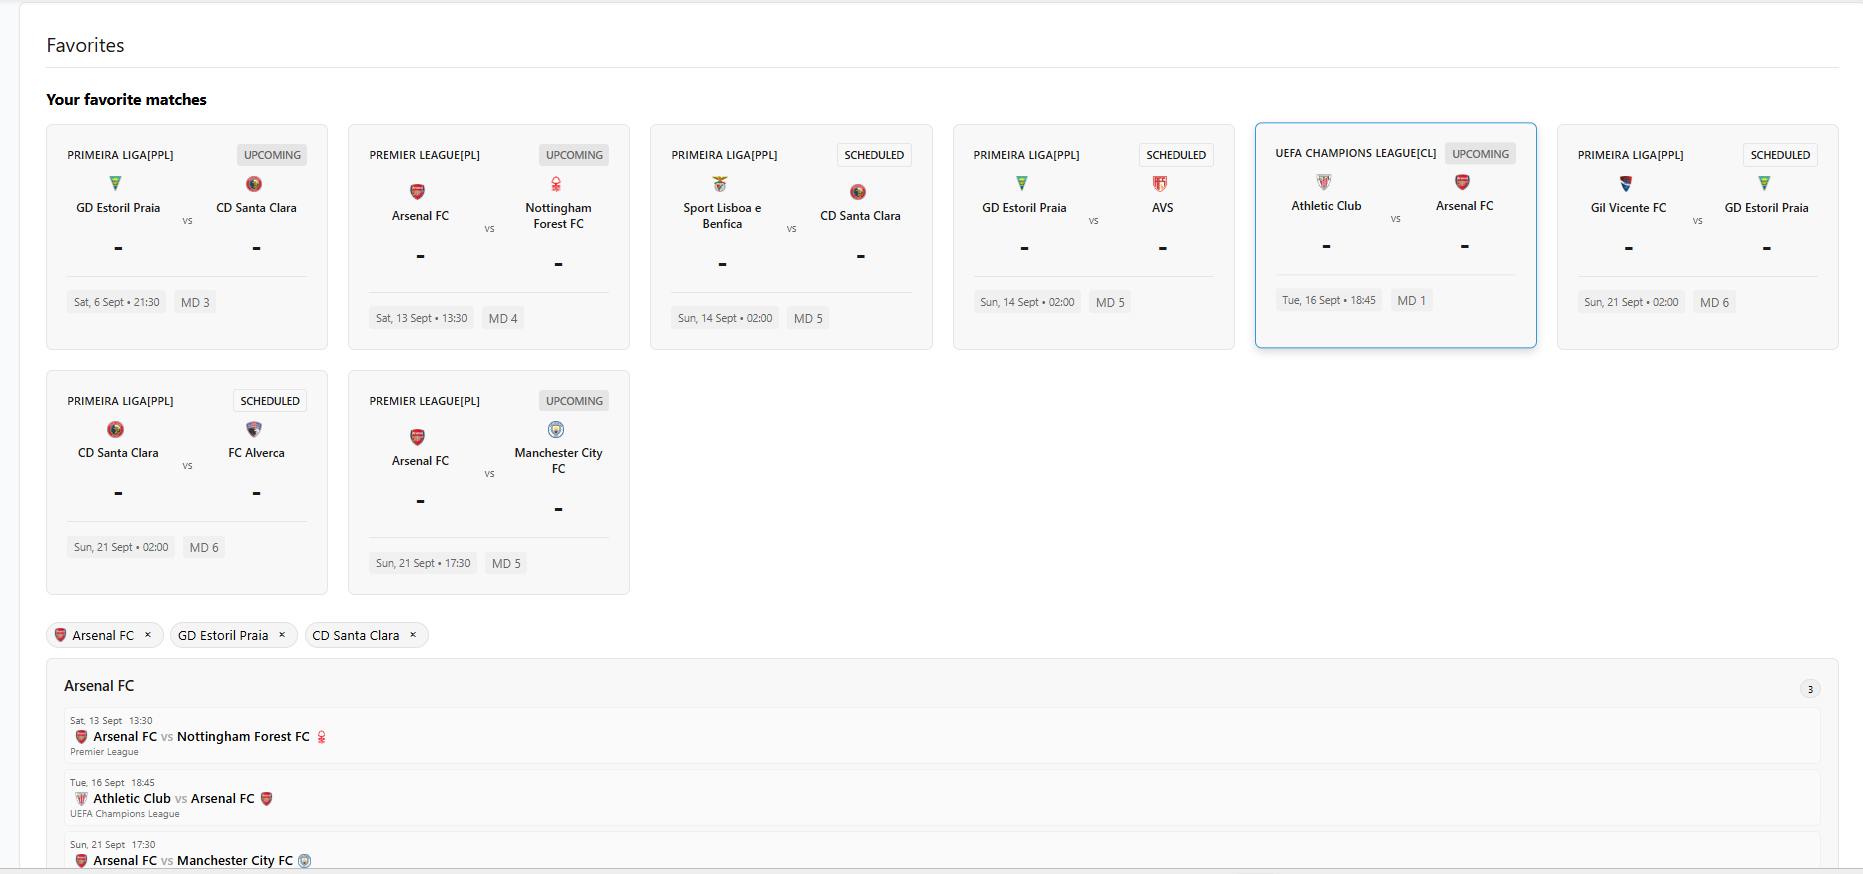 Favorites
Your favorite matches
PRIMEIRA LIGA[PPL] UPCOMING
GD Estoril Praia vs CD Santa Clara
- -
Sat, 6 Sept • 21:30 MD 3
PREMIER LEAGUE[PL] UPCOMING
Arsenal FC vs Nottingham Forest FC
- -
Sat, 13 Sept • 13:30 MD 4
PRIMEIRA LIGA[PPL] SCHEDULED
Sport Lisboa e Benfica vs CD Santa Clara
- -
Sun, 14 Sept • 02:00 MD 5
PRIMEIRA LIGA[PPL] SCHEDULED
GD Estoril Praia vs AVS
- -
Sun, 14 Sept • 02:00 MD 5
UEFA CHAMPIONS LEAGUE[CL] UPCOMING
Athletic Club vs Arsenal FC
- -
Tue, 16 Sept • 18:45 MD 1
PRIMEIRA LIGA[PPL] SCHEDULED
Gil Vicente FC vs GD Estoril Praia
- -
Sun, 21 Sept • 02:00 MD 6
PRIMEIRA LIGA[PPL] SCHEDULED
CD Santa Clara vs FC Alverca
- -
Sun, 21 Sept • 02:00 MD 6
PREMIER LEAGUE[PL] UPCOMING
Arsenal FC vs Manchester City FC
- -
Sun, 21 Sept • 17:30 MD 5
Arsenal FC × GD Estoril Praia × CD Santa Clara ×
Arsenal FC 3
Sat, 13 Sept 13:30
Arsenal FC vs Nottingham Forest FC
Premier League
Tue, 16 Sept 18:45
Athletic Club vs Arsenal FC
UEFA Champions League
Sun, 21 Sept 17:30
Arsenal FC vs Manchester City FC